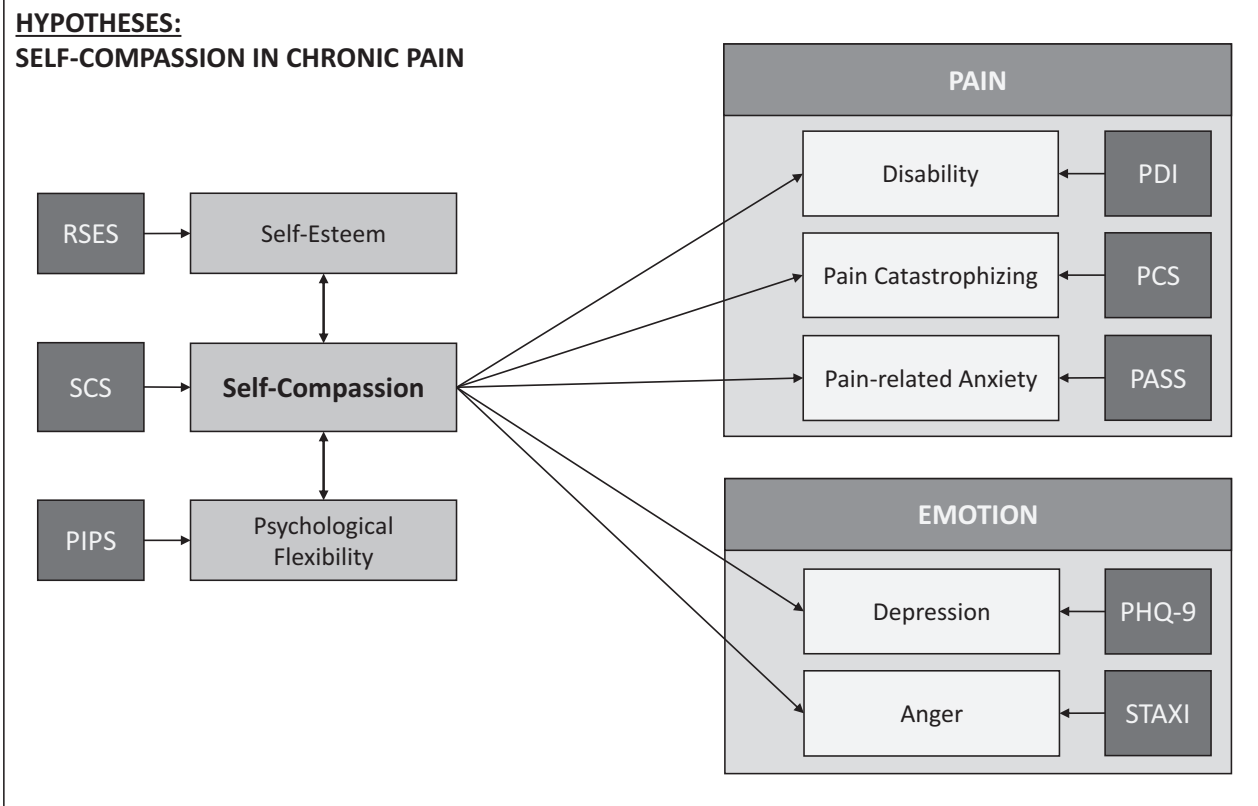 HYPOTHESES:
SELF-COMPASSION IN CHRONIC PAIN
RSES
Self-Esteem
SCS
Self-Compassion
PIPS
Psychological
Flexibility
PAIN
Disability
PDI
Pain Catastrophizing
PCS
Pain-related Anxiety
PASS
EMOTION
Depression
PHQ-9
Anger
STAXI